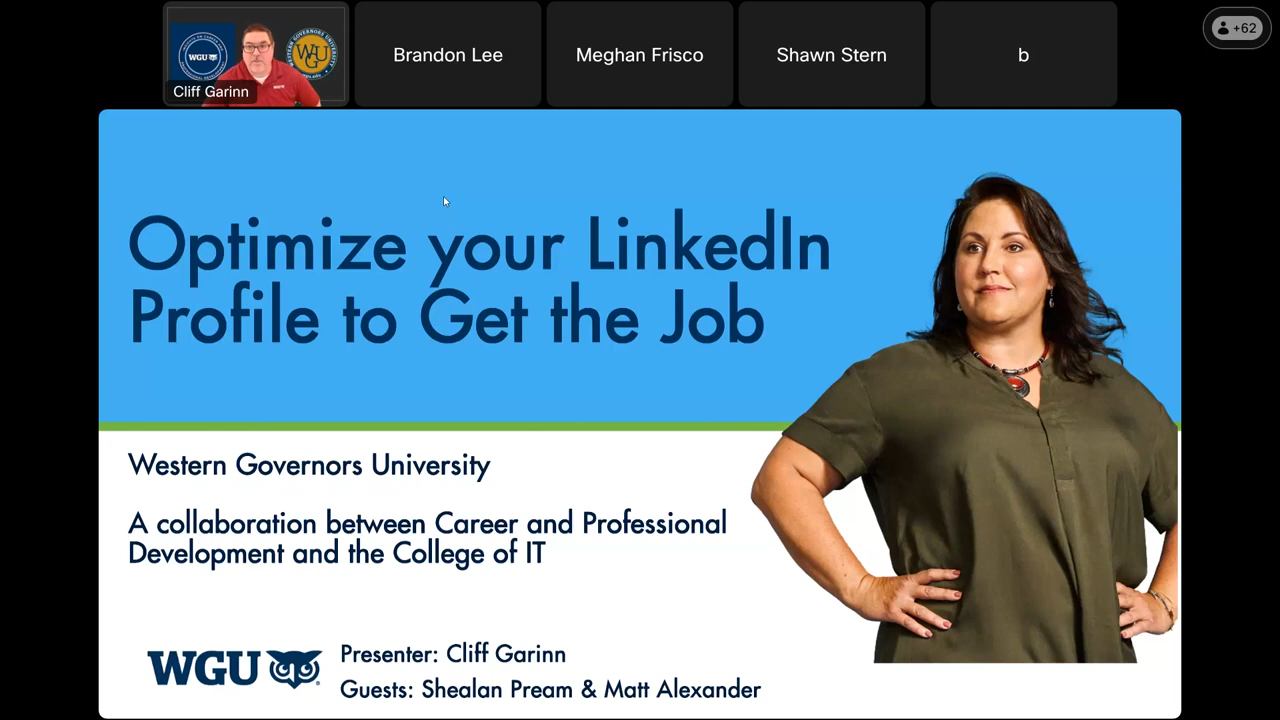 WGU
WGU
Cliff Garinn
Brandon Lee
Meghan Frisco
Shawn Stern
b
+62
Optimize your LinkedIn
Profile to Get the Job
Western Governors University
A collaboration between Career and Professional
Development and the College of IT
WGU
Presenter: Cliff Garinn
Guests: Shealan Pream & Matt Alexander